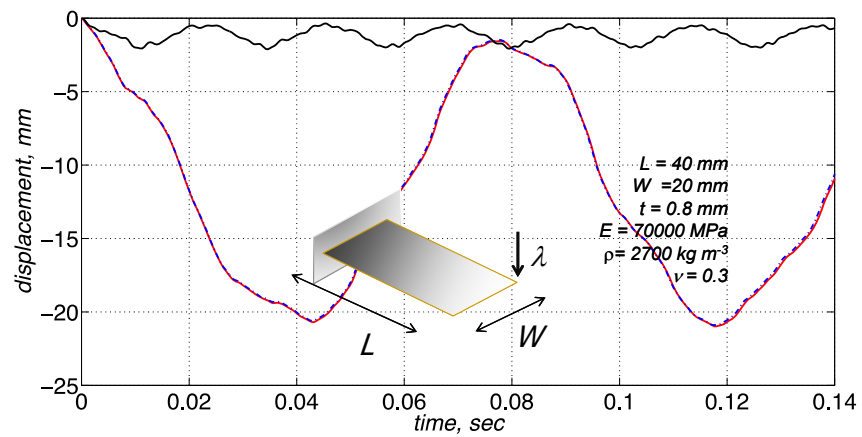 0
−5
−10
−15
−20
−25
displacement, mm
0
0.02
0.04
0.06
0.08
0.1
0.12
0.14
time, sec
L = 40 mm
W =20 mm
t = 0.8 mm
E = 70000 MPa
ρ= 2700 kg m⁻³
ν = 0.3
λ
L
W